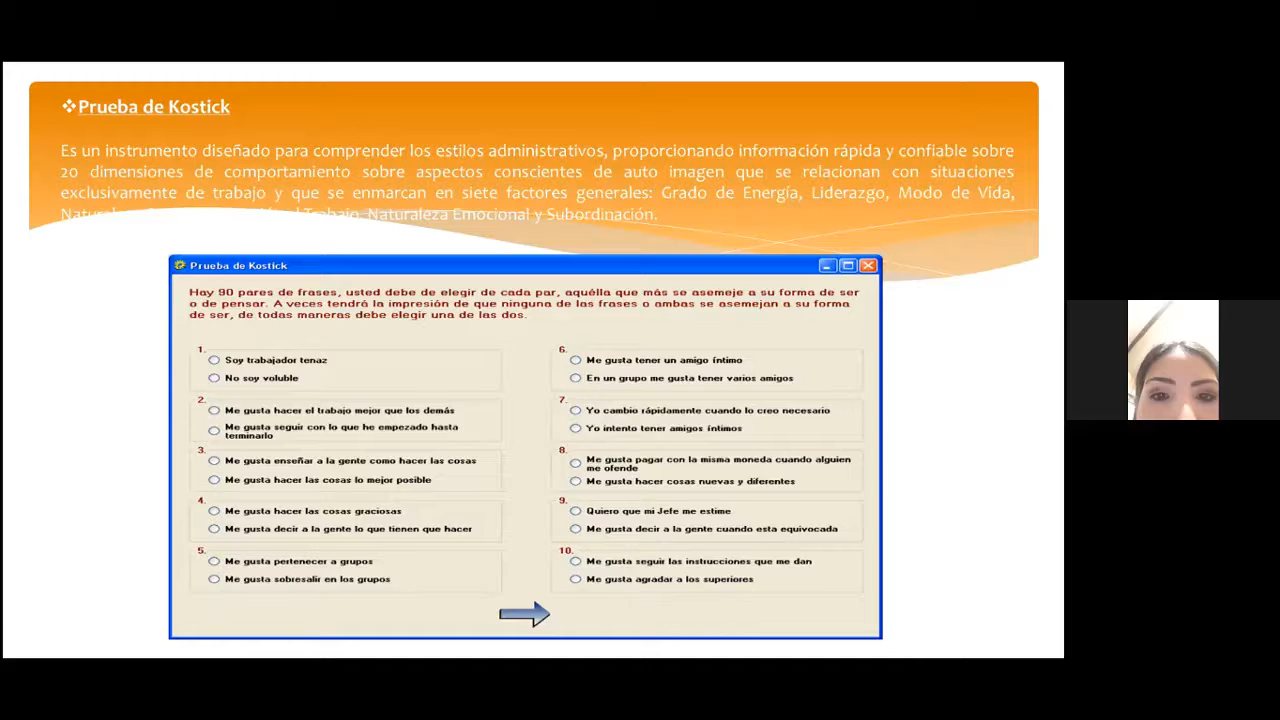 ❖Prueba de Kostick
Es un instrumento diseñado para comprender los estilos administrativos, proporcionando información rápida y confiable sobre
20 dimensiones de comportamiento sobre aspectos conscientes de auto imagen que se relacionan con situaciones
exclusivamente de trabajo y que se enmarcan en siete factores generales: Grado de Energía, Liderazgo, Modo de Vida,
Trabajo, Naturaleza Emocional y Subordinación.
Prueba de Kostick
Hay 90 pares de frases, usted debe de elegir de cada par, aquélla que más se asemeje a su forma de ser
o de pensar. A veces tendrá la impresión de que ninguna de las frases o ambas se asemejan a su forma
de ser, de todas maneras debe elegir una de las dos.
1.
Soy trabajador tenaz
No soy voluble
2.
Me gusta hacer el trabajo mejor que los demás
Me gusta seguir con lo que he empezado hasta
terminarlo
3.
Me gusta enseñar a la gente como hacer las cosas
Me gusta hacer las cosas lo mejor posible
4.
Me gusta hacer las cosas graciosas
Me gusta decir a la gente lo que tienen que hacer
5.
Me gusta pertenecer a grupos
Me gusta sobresalir en los grupos
6.
Me gusta tener un amigo íntimo
En un grupo me gusta tener varios amigos
7.
Yo cambio rápidamente cuando lo creo necesario
Yo intento tener amigos íntimos
8.
Me gusta pagar con la misma moneda cuando alguien
me ofende
Me gusta hacer cosas nuevas y diferentes
9.
Quiero que mi Jefe me estime
Me gusta decir a la gente cuando esta equivocada
10.
Me gusta seguir las instrucciones que me dan
Me gusta agradar a los superiores